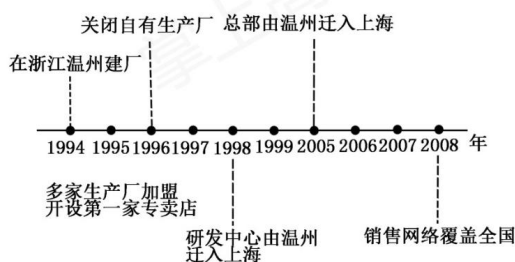 关闭自有生产厂
总部由温州迁入上海
在浙江温州建厂
1994 1995 1996 1997 1998 1999 2005 2006 2007 2008 年
多家生产厂加盟
开设第一家专卖店
研发中心由温州
迁入上海
销售网络覆盖全国